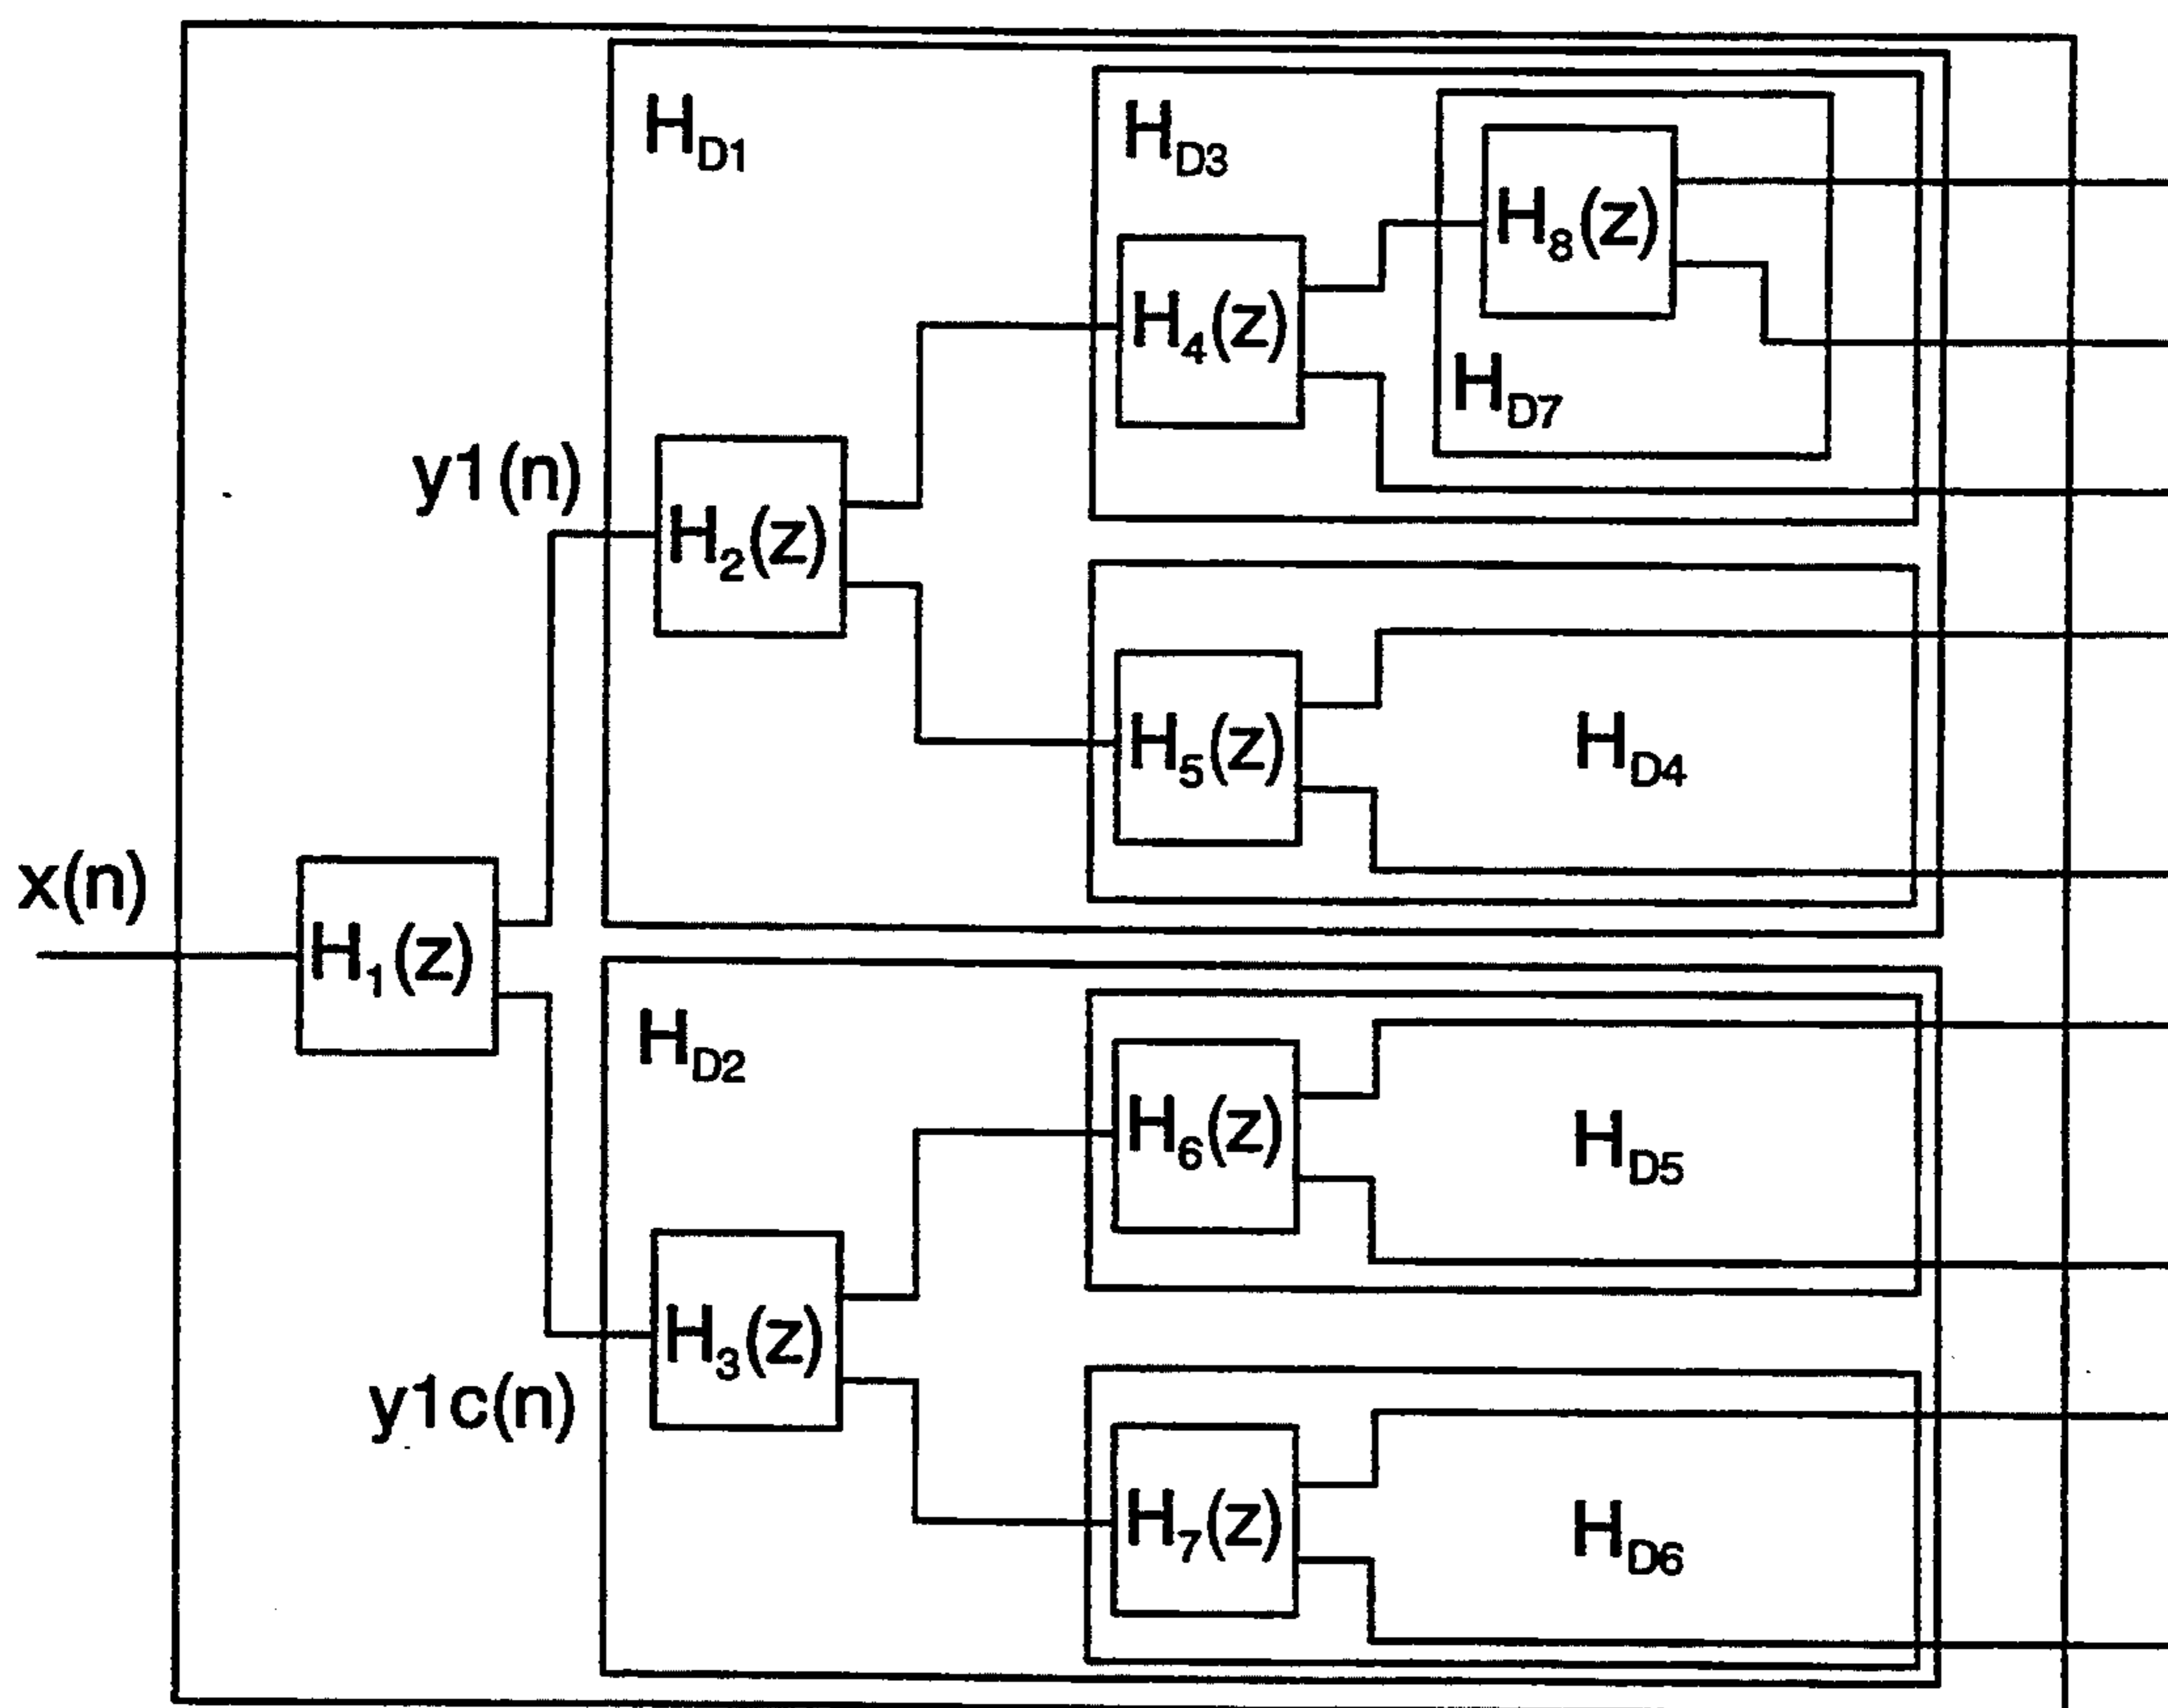 H_D1
H_D3
H_8(z)
H_4(z)
H_D7
y1(n)
H_2(z)
H_5(z)
H_D4
x(n)
H_1(z)
H_D2
H_6(z)
H_D5
H_3(z)
y1c(n)
H_7(z)
H_D6